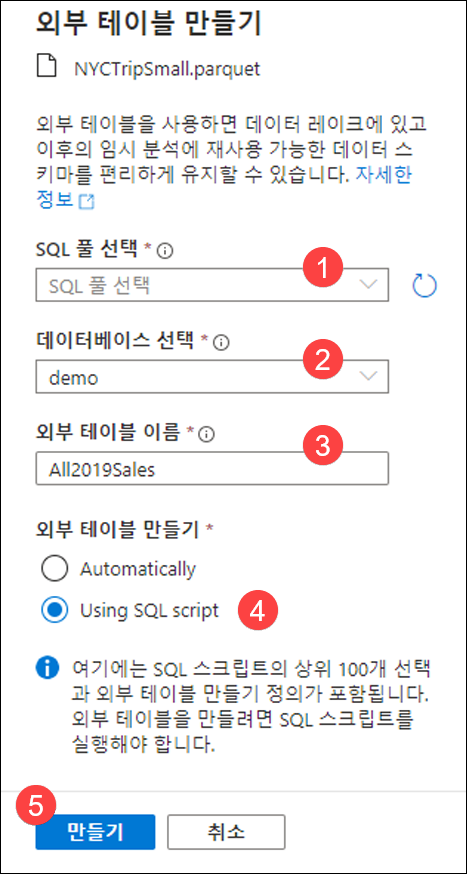 외부 테이블 만들기
NYCTripSmall.parquet
외부 테이블을 사용하면 데이터 레이크에 있고
이후의 임시 분석에 재사용 가능한 데이터 스
키마를 편리하게 유지할 수 있습니다. 자세한
정보
SQL 풀 선택 *
1
SQL 풀 선택
데이터베이스 선택 *
2
demo
외부 테이블 이름 *
3
All2019Sales
외부 테이블 만들기 *
Automatically
Using SQL script 4
여기에는 SQL 스크립트의 상위 100개 선택
과 외부 테이블 만들기 정의가 포함됩니다.
외부 테이블을 만들려면 SQL 스크립트를
실행해야 합니다.
5
만들기 취소